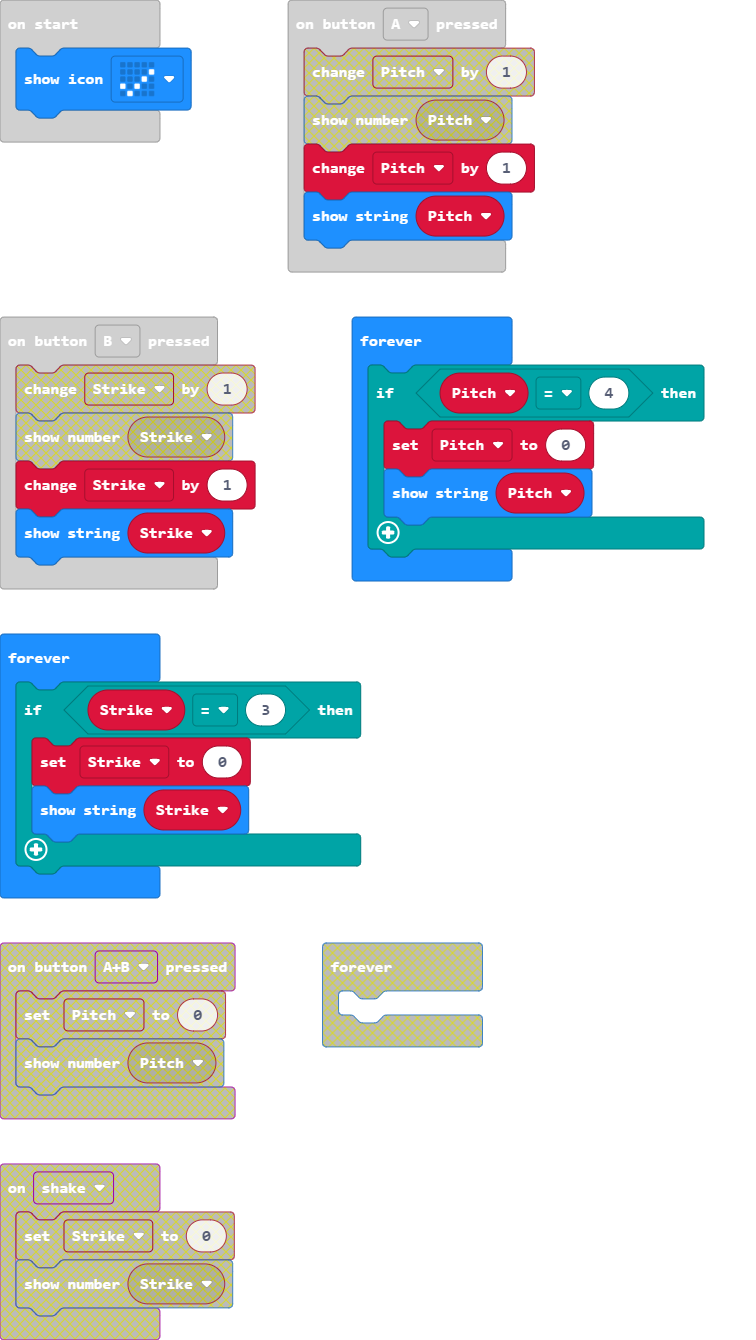 on start
show icon
on button A pressed
change Pitch by 1
show number Pitch
change Pitch by 1
show string Pitch
on button B pressed
change Strike by 1
show number Strike
change Strike by 1
show string Strike
forever
if Pitch = 4 then
set Pitch to 0
show string Pitch
forever
if Strike = 3 then
set Strike to 0
show string Strike
on button A+B pressed
set Pitch to 0
show number Pitch
forever
on shake
set Strike to 0
show number Strike